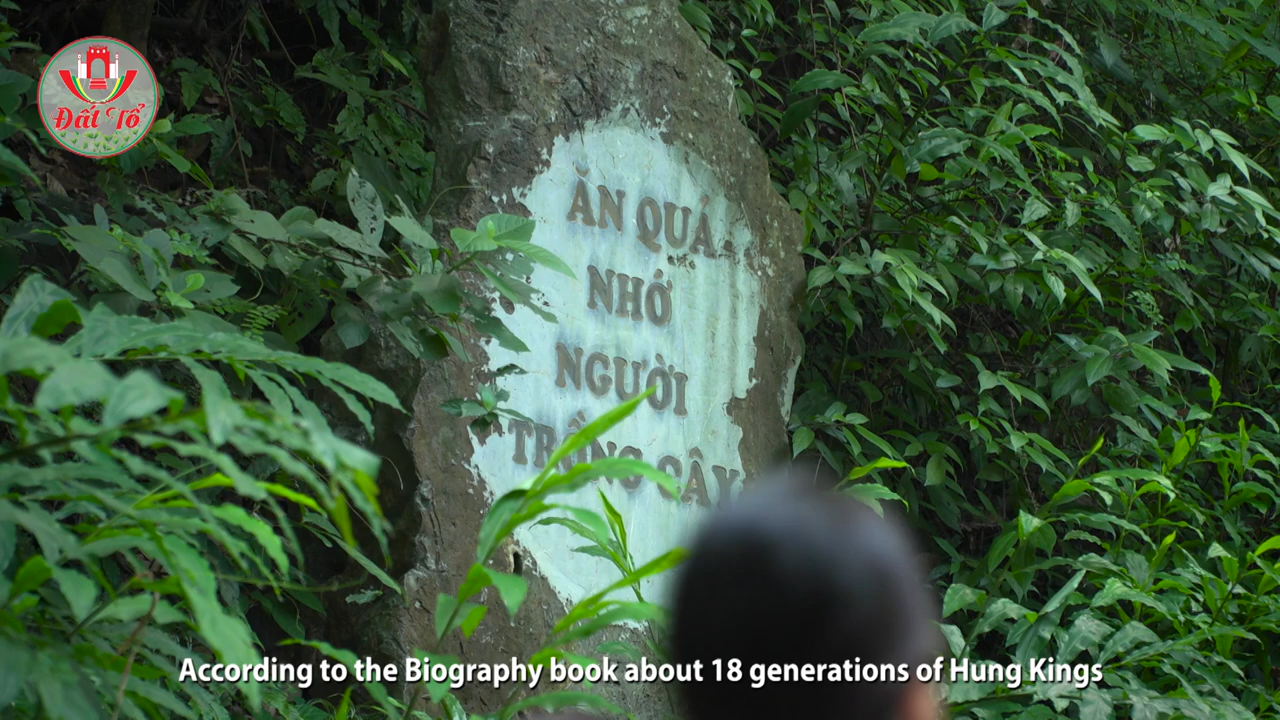 Đất Tổ
ĂN QUẢ
NHỚ
NGƯỜI
TRỒNG CÂY
According to the Biography book about 18 generations of Hung Kings